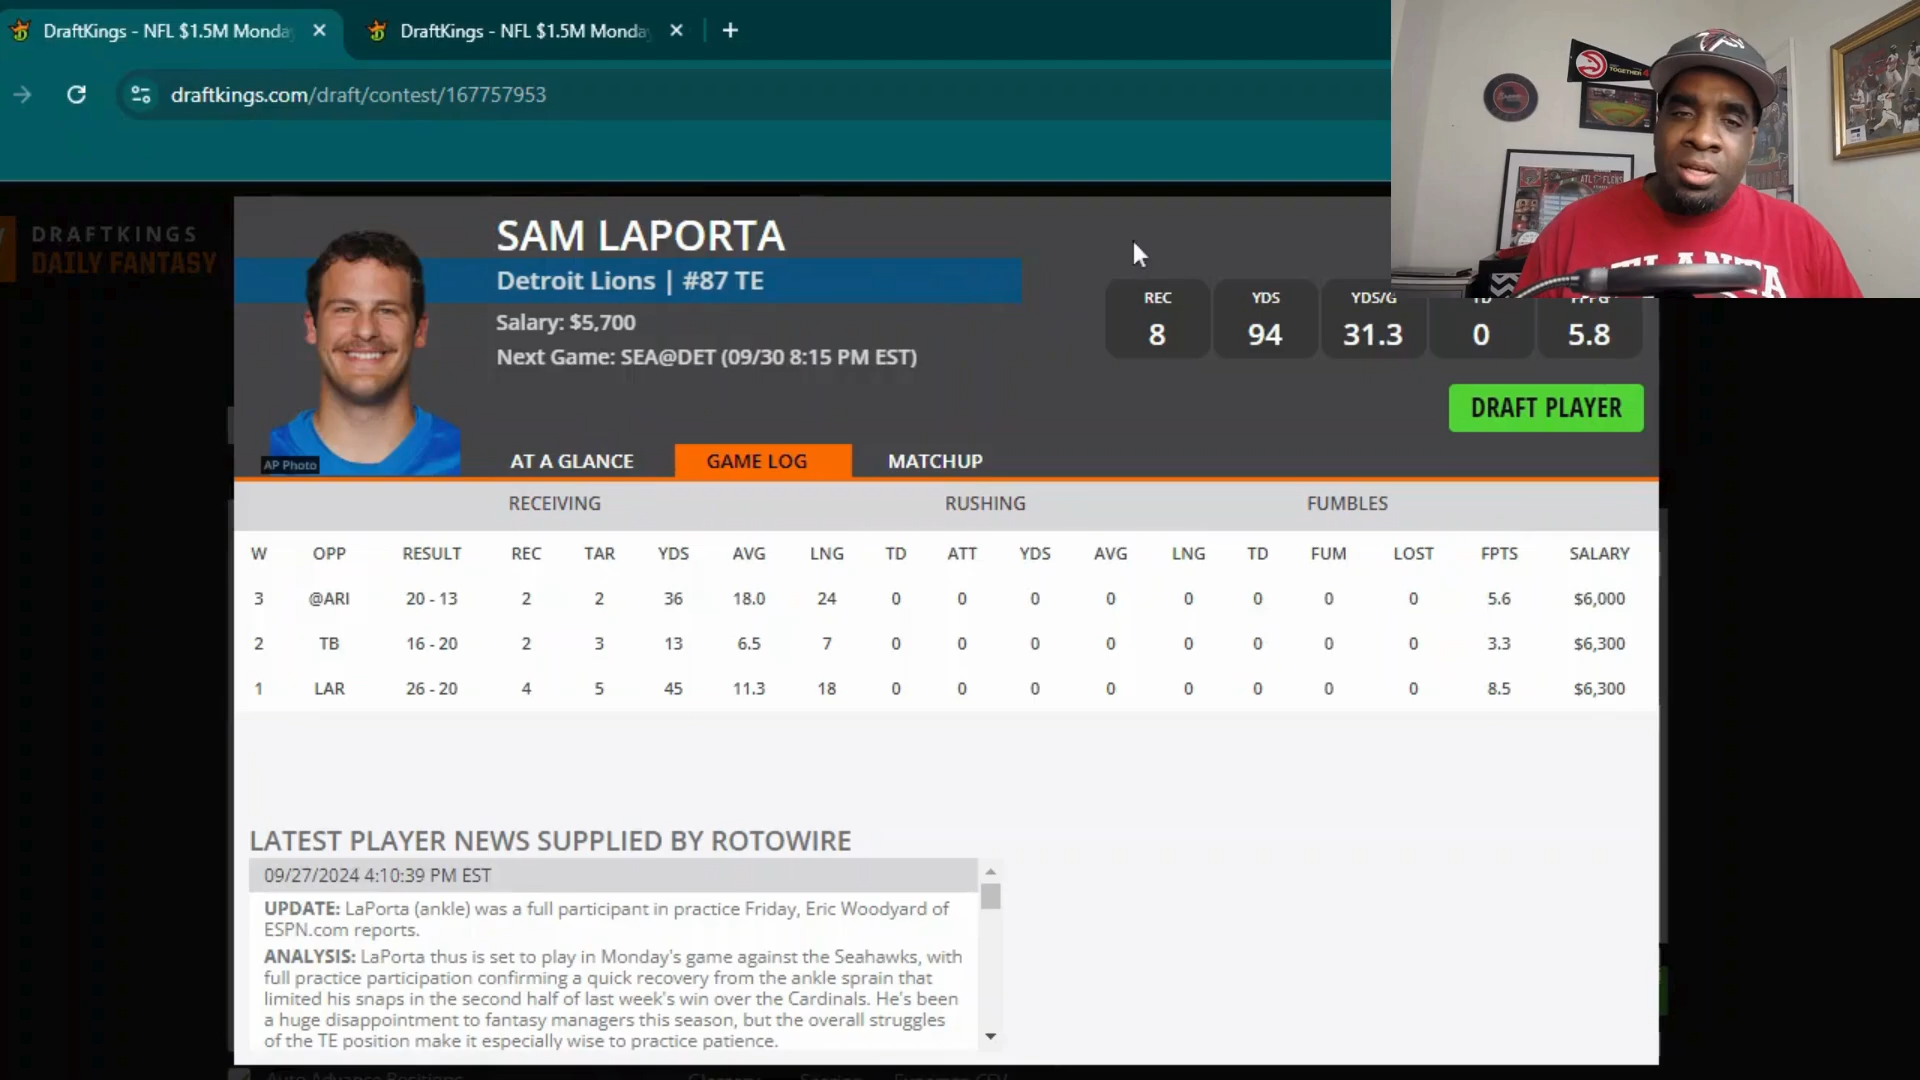 DraftKings - NFL $1.5M Monda
DraftKings - NFL $1.5M Monda
draftkings.com/draft/contest/167757953
TOGETHER
ATLANTA
DRAFTKINGS
DAILY FANTASY
SAM LAPORTA
Detroit Lions | #87 TE
Salary: $5,700
Next Game: SEA@DET (09/30 8:15 PM EST)
REC YDS YDS/G TD FPPG
8 94 31.3 0 5.8
DRAFT PLAYER
AP Photo
AT A GLANCE GAME LOG MATCHUP
RECEIVING RUSHING FUMBLES
W OPP RESULT REC TAR YDS AVG LNG TD ATT YDS AVG LNG TD FUM LOST FPTS SALARY
3 @ARI 20 - 13 2 2 36 18.0 24 0 0 0 0 0 0 0 0 5.6 $6,000
2 TB 16 - 20 2 3 13 6.5 7 0 0 0 0 0 0 0 0 3.3 $6,300
1 LAR 26 - 20 4 5 45 11.3 18 0 0 0 0 0 0 0 0 8.5 $6,300
LATEST PLAYER NEWS SUPPLIED BY ROTOWIRE
09/27/2024 4:10:39 PM EST
UPDATE: LaPorta (ankle) was a full participant in practice Friday, Eric Woodyard of
ESPN.com reports.
ANALYSIS: LaPorta thus is set to play in Monday's game against the Seahawks, with
full practice participation confirming a quick recovery from the ankle sprain that
limited his snaps in the second half of last week's win over the Cardinals. He's been
a huge disappointment to fantasy managers this season, but the overall struggles
of the TE position make it especially wise to practice patience.
Auto Advance Positions